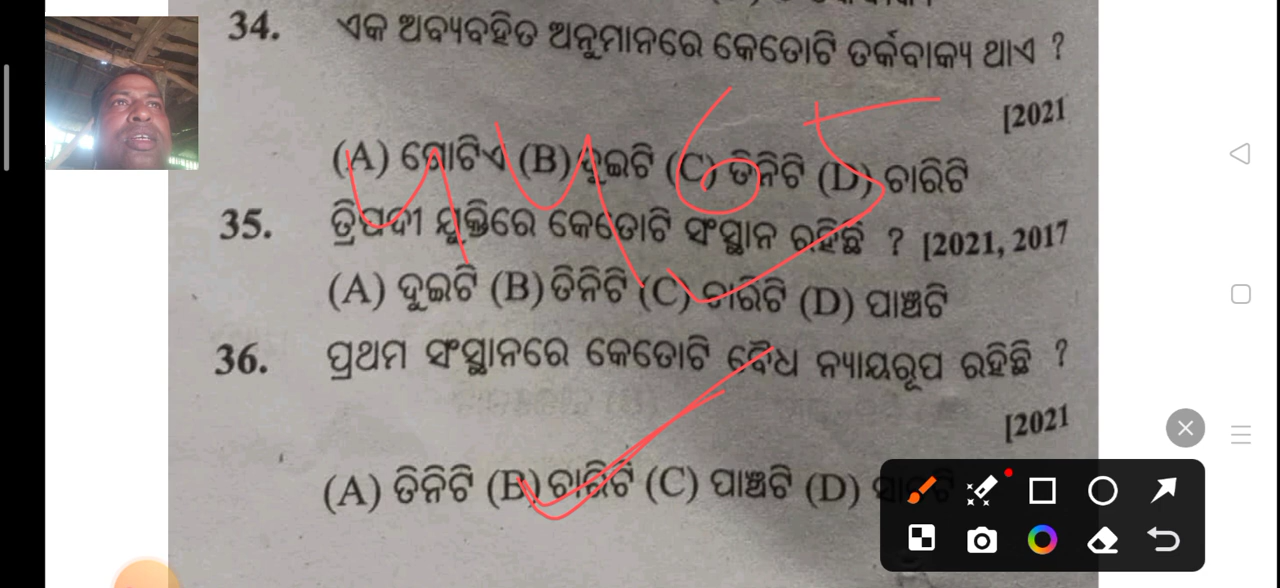 34. ଏକ ଅବ୍ୟବହିତ ଅନୁମାନରେ କେତୋଟି ତର୍କବାକ୍ୟ ଥାଏ ?
[2021
(A) ଗୋଟିଏ (B) ଦୁଇଟି (C) ତିନିଟି (D) ଚାରିଟି
35. ତ୍ରିପଦୀ ଯୁକ୍ତିରେ କେତୋଟି ସଂସ୍ଥାନ ରହିଛି ? [2021, 2017
(A) ଦୁଇଟି (B) ତିନିଟି (C) ଚାରିଟି (D) ପାଞ୍ଚଟି
36. ପ୍ରଥମ ସଂସ୍ଥାନରେ କେତୋଟି ବୈଧ ନ୍ୟାୟରୂପ ରହିଛି ?
[2021
(A) ତିନିଟି (B) ଚାରିଟି (C) ପାଞ୍ଚଟି (D)